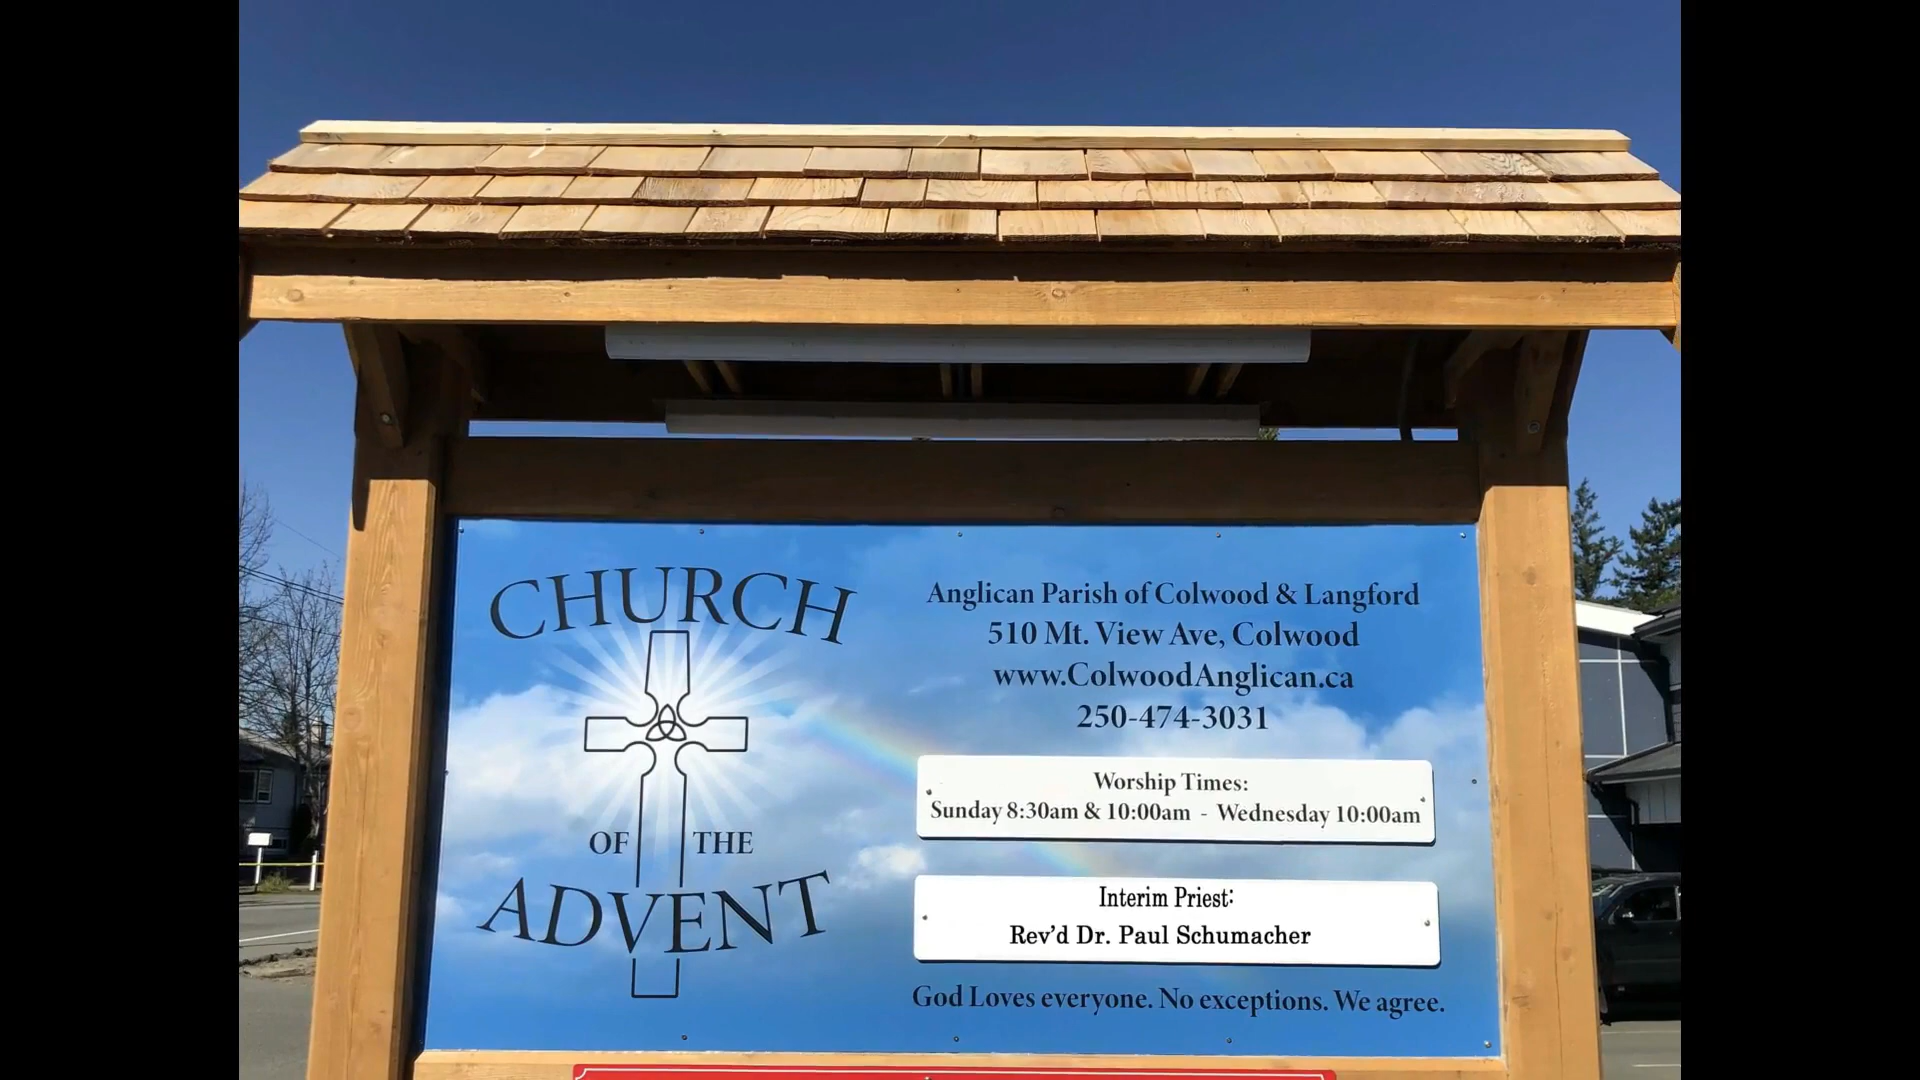 CHURCH
OF THE
ADVENT
Anglican Parish of Colwood & Langford
510 Mt. View Ave, Colwood
www.ColwoodAnglican.ca
250-474-3031
Worship Times:
Sunday 8:30am & 10:00am - Wednesday 10:00am
Interim Priest:
Rev'd Dr. Paul Schumacher
God Loves everyone. No exceptions. We agree.